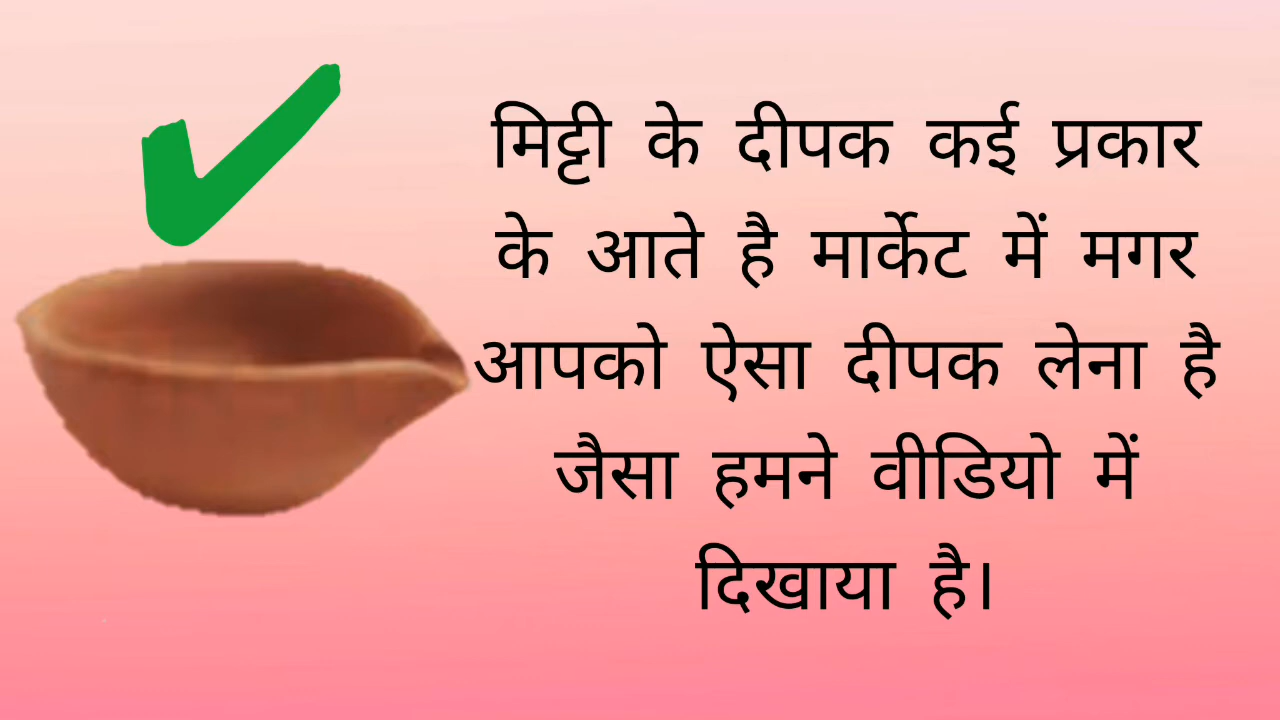 मिट्टी के दीपक कई प्रकार
के आते है मार्केट में मगर
आपको ऐसा दीपक लेना है
जैसा हमने वीडियो में
दिखाया है।